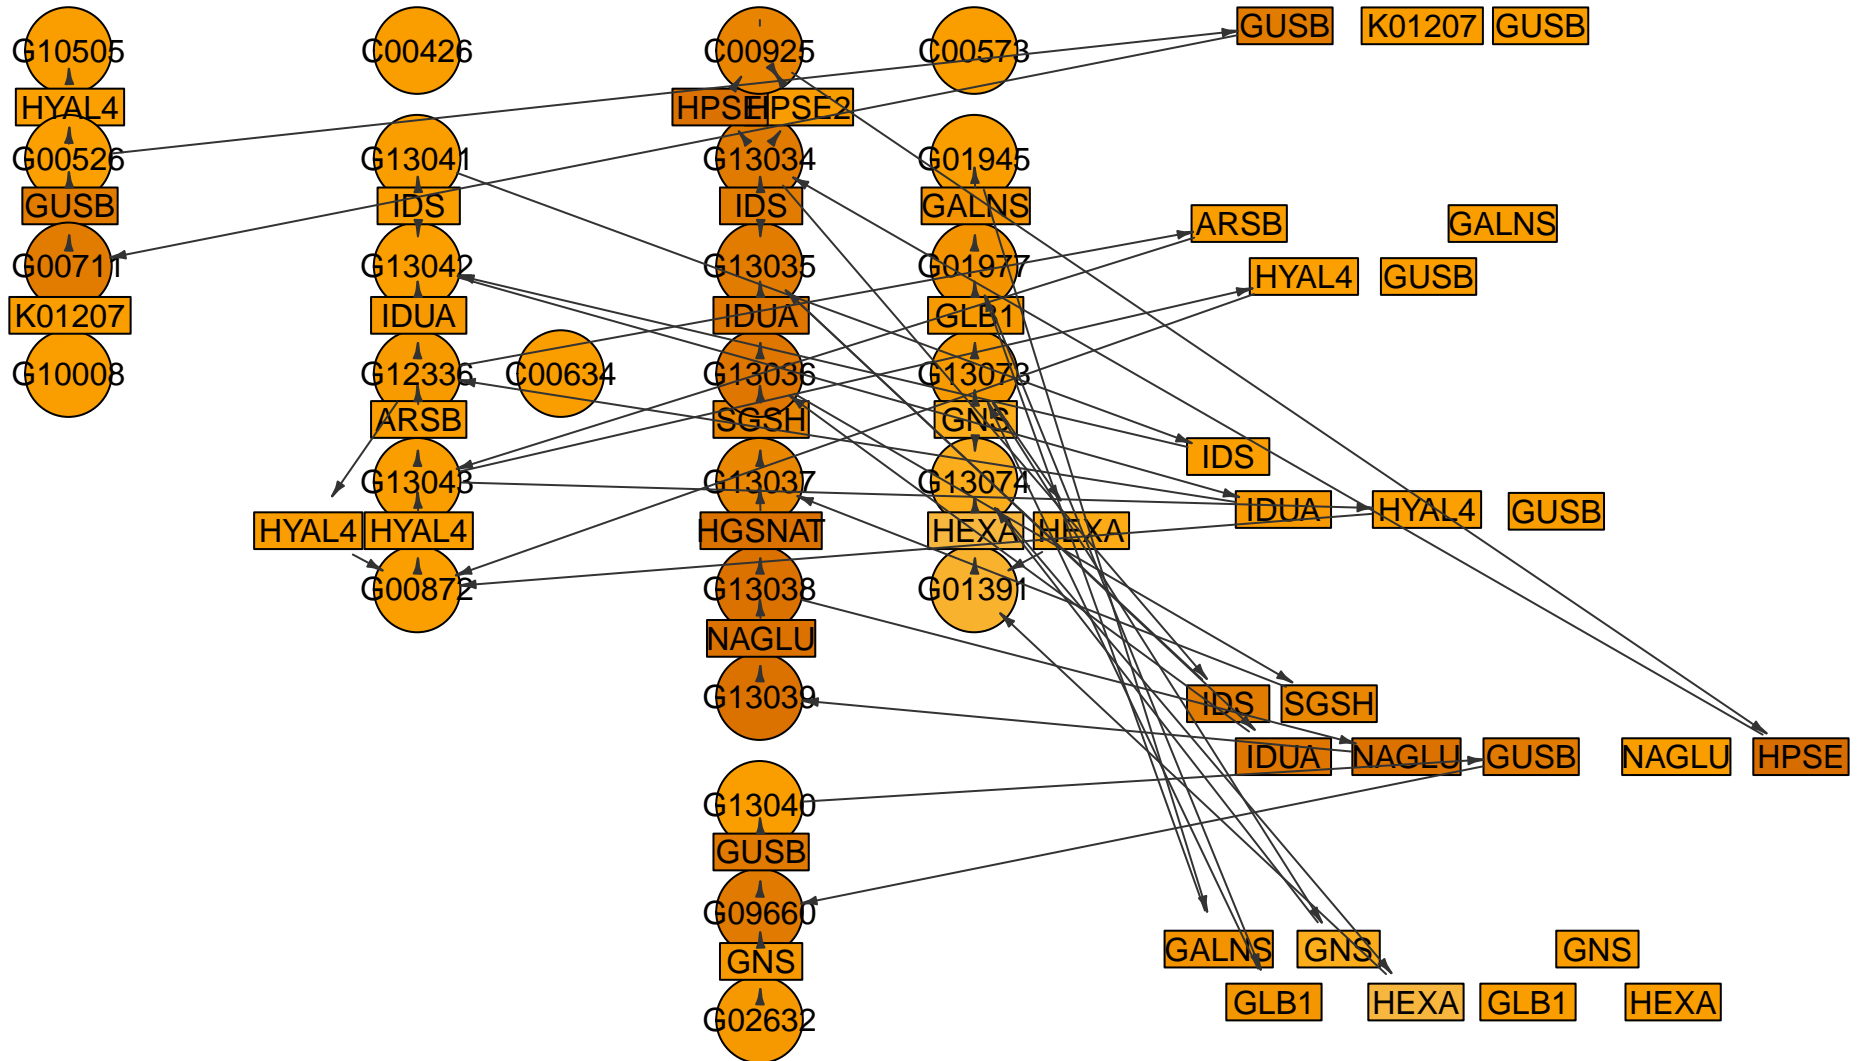 G10505
C00426
C00925
C00573
GUSB
K01207
GUSB
HYAL4
HPSE
HPSE2
G00526
G13041
G13034
G01945
GUSB
IDS
IDS
GALNS
ARSB
GALNS
G00711
G13042
G13035
G01977
HYAL4
GUSB
K01207
IDUA
IDUA
GLB1
G10008
G12336
C00634
G13036
G13073
ARSB
SGSH
GNS
IDS
G13043
G13037
G13074
IDUA
HYAL4
GUSB
HYAL4
HYAL4
HGSNAT
HEXA
HEXA
G00872
G13038
G01391
NAGLU
G13039
IDS
SGSH
IDUA
NAGLU
GUSB
NAGLU
HPSE
G13040
GUSB
G09660
GNS
GALNS
GNS
GNS
G02632
GLB1
HEXA
GLB1
HEXA